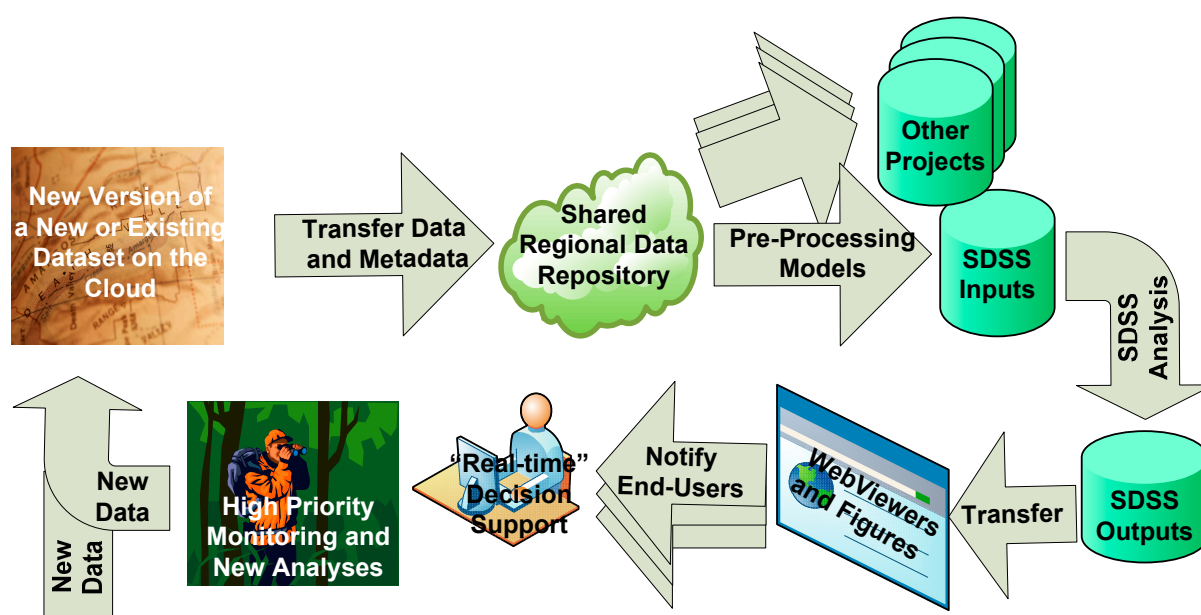 New Version of
a New or Existing
Dataset on the
Cloud
Transfer Data
and Metadata
Shared
Regional Data
Repository
Pre-Processing
Models
Other
Projects
SDSS
Inputs
SDSS
Analysis
SDSS
Outputs
Transfer
WebViewers
and Figures
Notify
End-Users
“Real-time”
Decision
Support
High Priority
Monitoring and
New Analyses
New
Data
New
Data